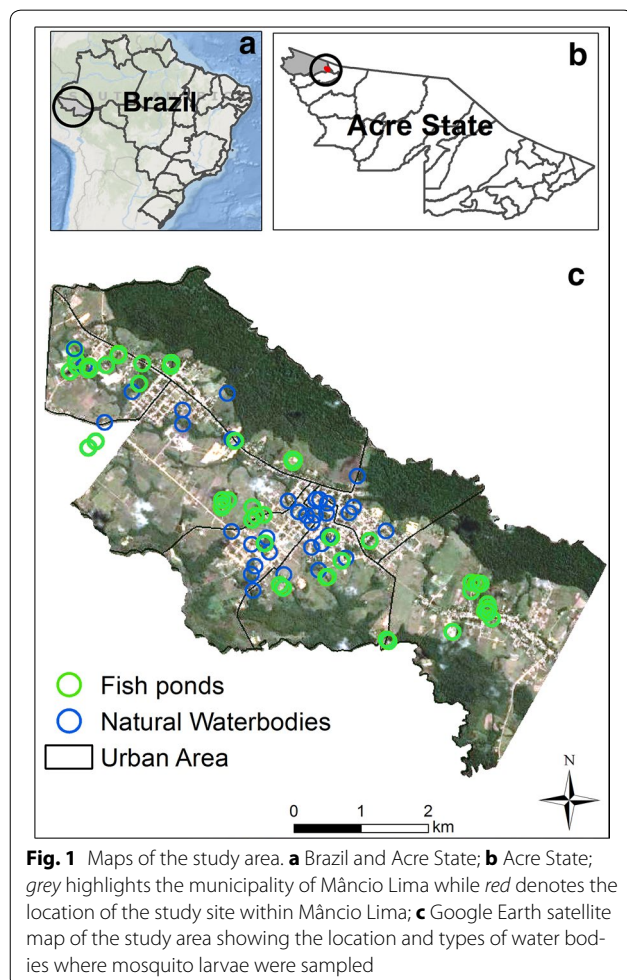 a
SOUTH AMERICA
Brazil
b
Acre State
c
Fish ponds
Natural Waterbodies
Urban Area
N
0 1 2
km
Fig. 1 Maps of the study area. a Brazil and Acre State; b Acre State;
grey highlights the municipality of Mâncio Lima while red denotes the
location of the study site within Mâncio Lima; c Google Earth satellite
map of the study area showing the location and types of water bod-
ies where mosquito larvae were sampled